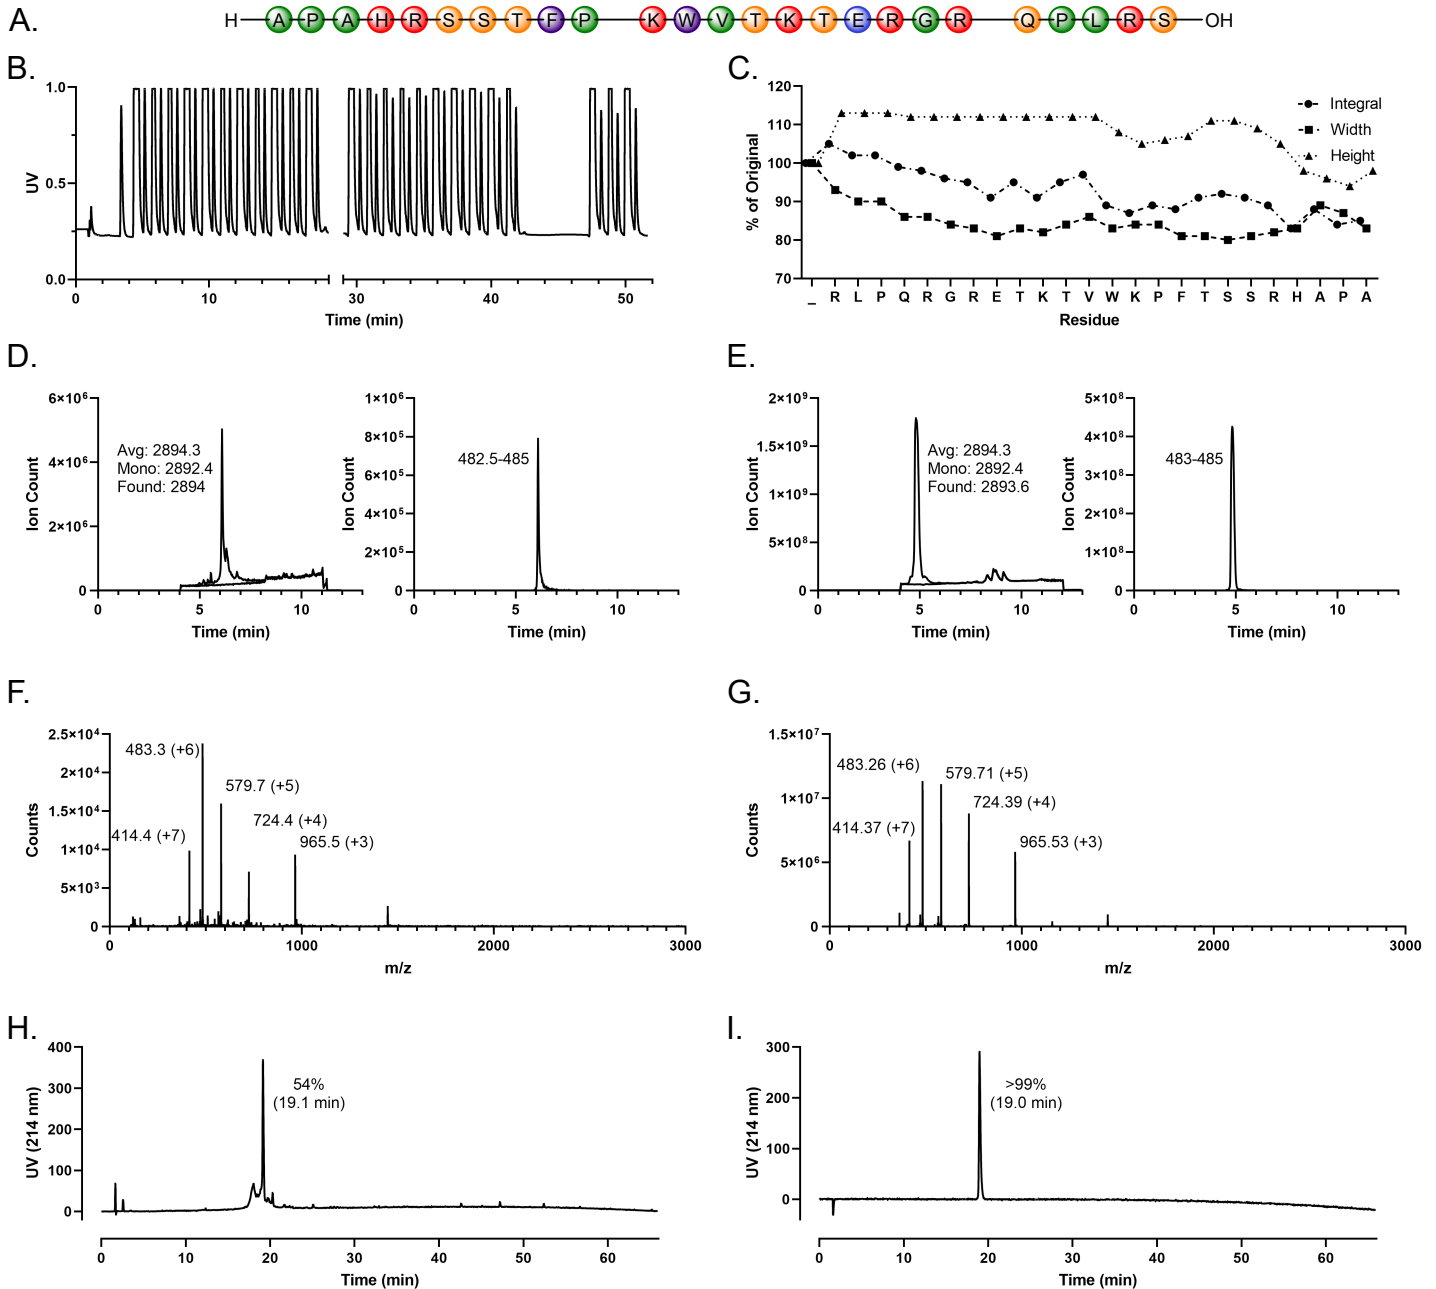 A.
H A P A H R S S T F P K W V T K T E R G R Q P L R S OH
B.
1.0
0.5
0.0
UV
0 10 30 40 50
Time (min)
C.
120
110
100
90
80
70
% of Original
Integral
Width
Height
_ R L P Q R G R E T K T V W K P F T S S R H A P A
Residue
D.
6×10⁶
4×10⁶
2×10⁶
0
Ion Count
Avg: 2894.3
Mono: 2892.4
Found: 2894
0 5 10
Time (min)
1×10⁶
8×10⁵
6×10⁵
4×10⁵
2×10⁵
0
Ion Count
482.5-485
0 5 10
Time (min)
E.
2×10⁹
1.5×10⁹
1×10⁹
5×10⁸
0
Ion Count
Avg: 2894.3
Mono: 2892.4
Found: 2893.6
0 5 10
Time (min)
5×10⁸
4×10⁸
3×10⁸
2×10⁸
1×10⁸
0
Ion Count
483-485
0 5 10
Time (min)
F.
2.5×10⁴
2×10⁴
1.5×10⁴
1×10⁴
5×10³
0
Counts
483.3 (+6)
579.7 (+5)
724.4 (+4)
414.4 (+7)
965.5 (+3)
0 1000 2000 3000
m/z
G.
1.5×10⁷
1×10⁷
5×10⁶
0
Counts
483.26 (+6)
579.71 (+5)
724.39 (+4)
414.37 (+7)
965.53 (+3)
0 1000 2000 3000
m/z
H.
400
300
200
100
0
UV (214 nm)
54%
(19.1 min)
0 10 20 30 40 50 60
Time (min)
I.
300
200
100
0
UV (214 nm)
>99%
(19.0 min)
0 10 20 30 40 50 60
Time (min)